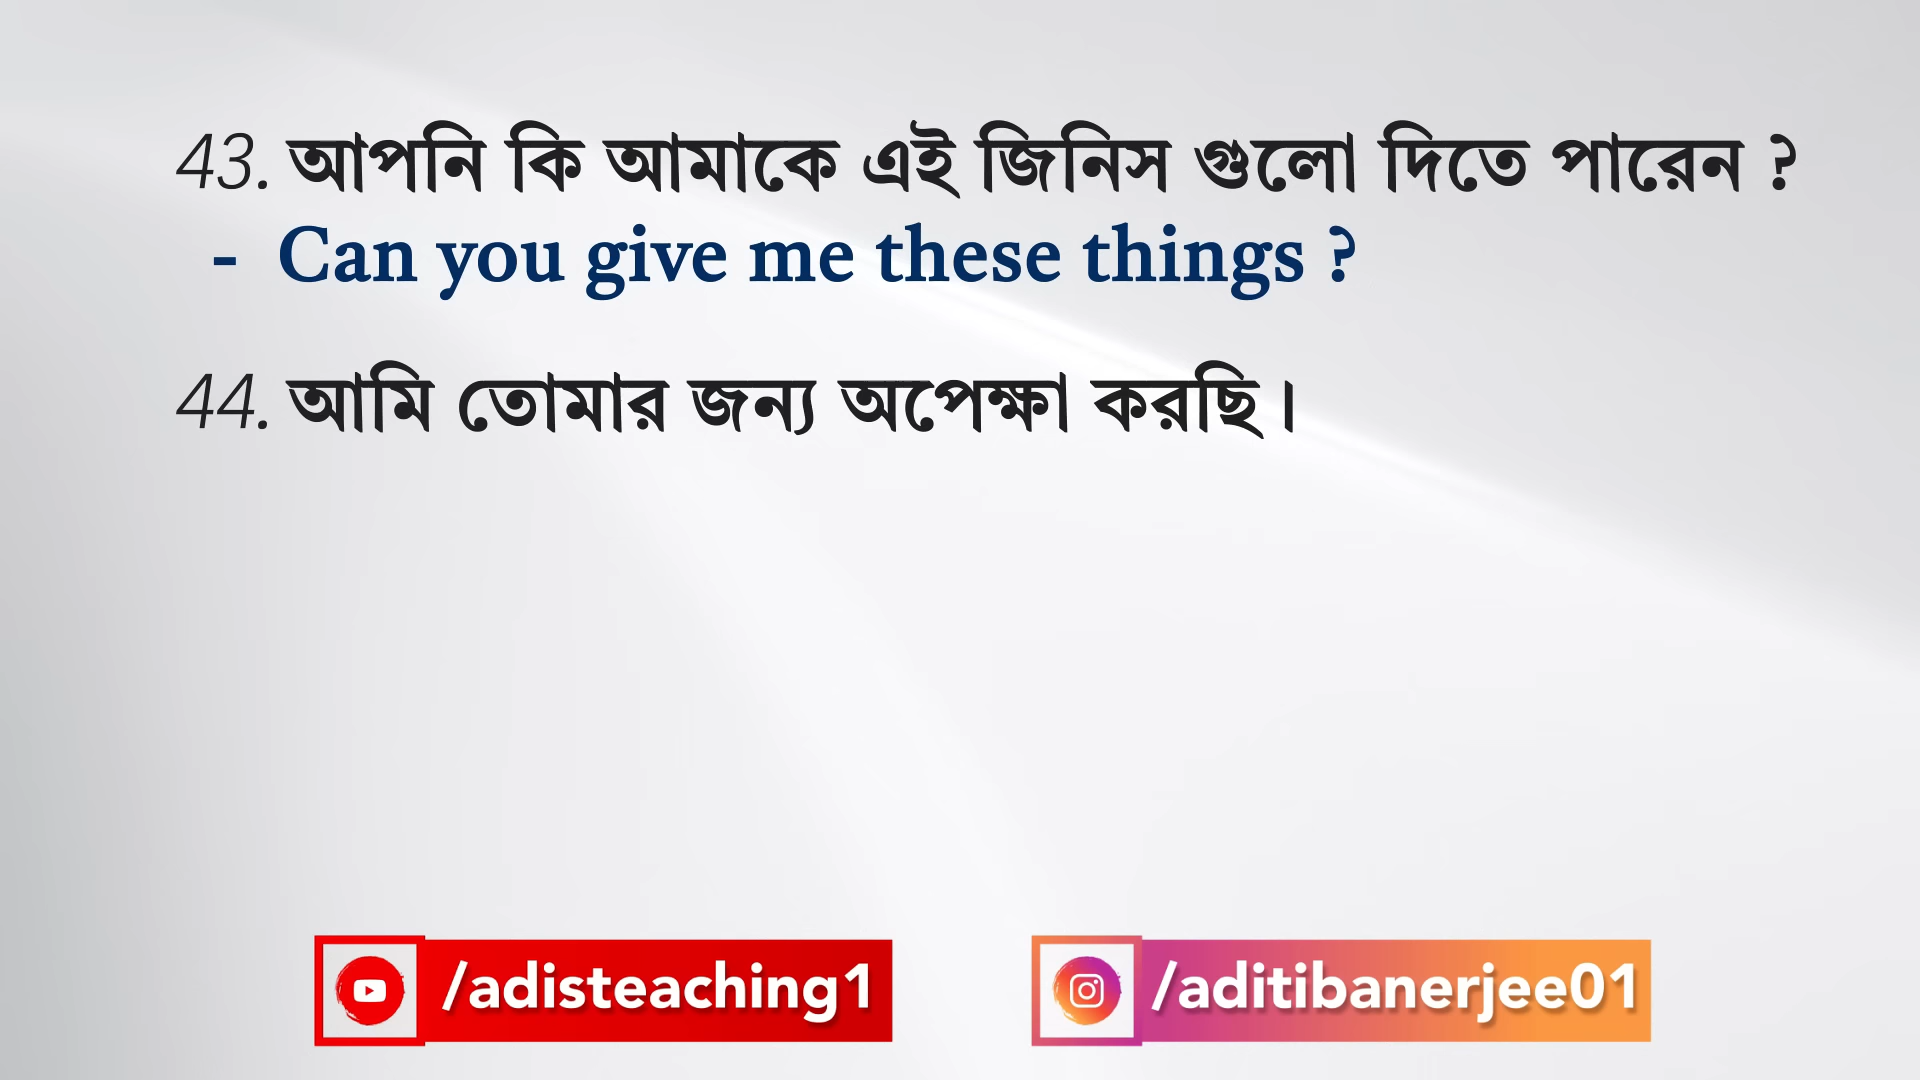 43. আপনি কি আমাকে এই জিনিস গুলো দিতে পারেন ?
- Can you give me these things ?
44. আমি তোমার জন্য অপেক্ষা করছি।
/adisteaching1
/aditibanerjee01